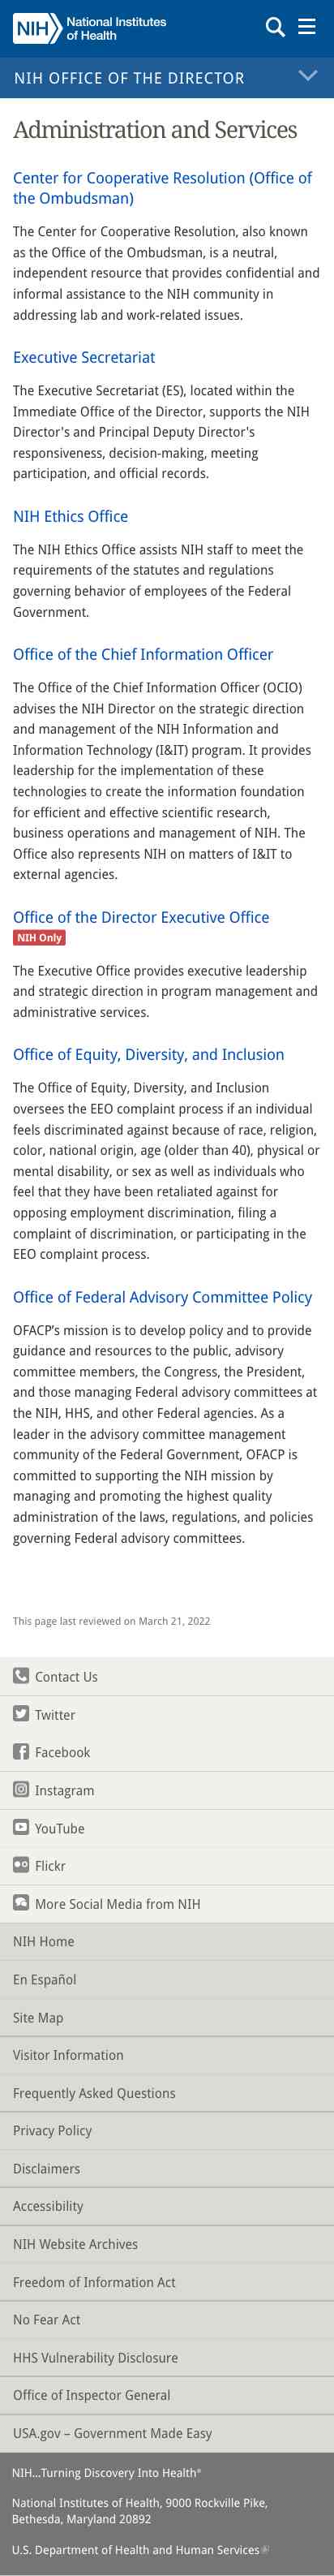 NIH National Institutes
of Health
NIH OFFICE OF THE DIRECTOR
Administration and Services
Center for Cooperative Resolution (Office of
the Ombudsman)
The Center for Cooperative Resolution, also known
as the Office of the Ombudsman, is a neutral,
independent resource that provides confidential and
informal assistance to the NIH community in
addressing lab and work-related issues.
Executive Secretariat
The Executive Secretariat (ES), located within the
Immediate Office of the Director, supports the NIH
Director's and Principal Deputy Director's
responsiveness, decision-making, meeting
participation, and official records.
NIH Ethics Office
The NIH Ethics Office assists NIH staff to meet the
requirements of the statutes and regulations
governing behavior of employees of the Federal
Government.
Office of the Chief Information Officer
The Office of the Chief Information Officer (OCIO)
advises the NIH Director on the strategic direction
and management of the NIH Information and
Information Technology (I&IT) program. It provides
leadership for the implementation of these
technologies to create the information foundation
for efficient and effective scientific research,
business operations and management of NIH. The
Office also represents NIH on matters of I&IT to
external agencies.
Office of the Director Executive Office
NIH Only
The Executive Office provides executive leadership
and strategic direction in program management and
administrative services.
Office of Equity, Diversity, and Inclusion
The Office of Equity, Diversity, and Inclusion
oversees the EEO complaint process if an individual
feels discriminated against because of race, religion,
color, national origin, age (older than 40), physical or
mental disability, or sex as well as individuals who
feel that they have been retaliated against for
opposing employment discrimination, filing a
complaint of discrimination, or participating in the
EEO complaint process.
Office of Federal Advisory Committee Policy
OFACP’s mission is to develop policy and to provide
guidance and resources to the public, advisory
committee members, the Congress, the President,
and those managing Federal advisory committees at
the NIH, HHS, and other Federal agencies. As a
leader in the advisory committee management
community of the Federal Government, OFACP is
committed to supporting the NIH mission by
managing and promoting the highest quality
administration of the laws, regulations, and policies
governing Federal advisory committees.
This page last reviewed on March 21, 2022
Contact Us
Twitter
Facebook
Instagram
YouTube
Flickr
More Social Media from NIH
NIH Home
En Español
Site Map
Visitor Information
Frequently Asked Questions
Privacy Policy
Disclaimers
Accessibility
NIH Website Archives
Freedom of Information Act
No Fear Act
HHS Vulnerability Disclosure
Office of Inspector General
USA.gov – Government Made Easy
NIH...Turning Discovery Into Health®
National Institutes of Health, 9000 Rockville Pike,
Bethesda, Maryland 20892
U.S. Department of Health and Human Services